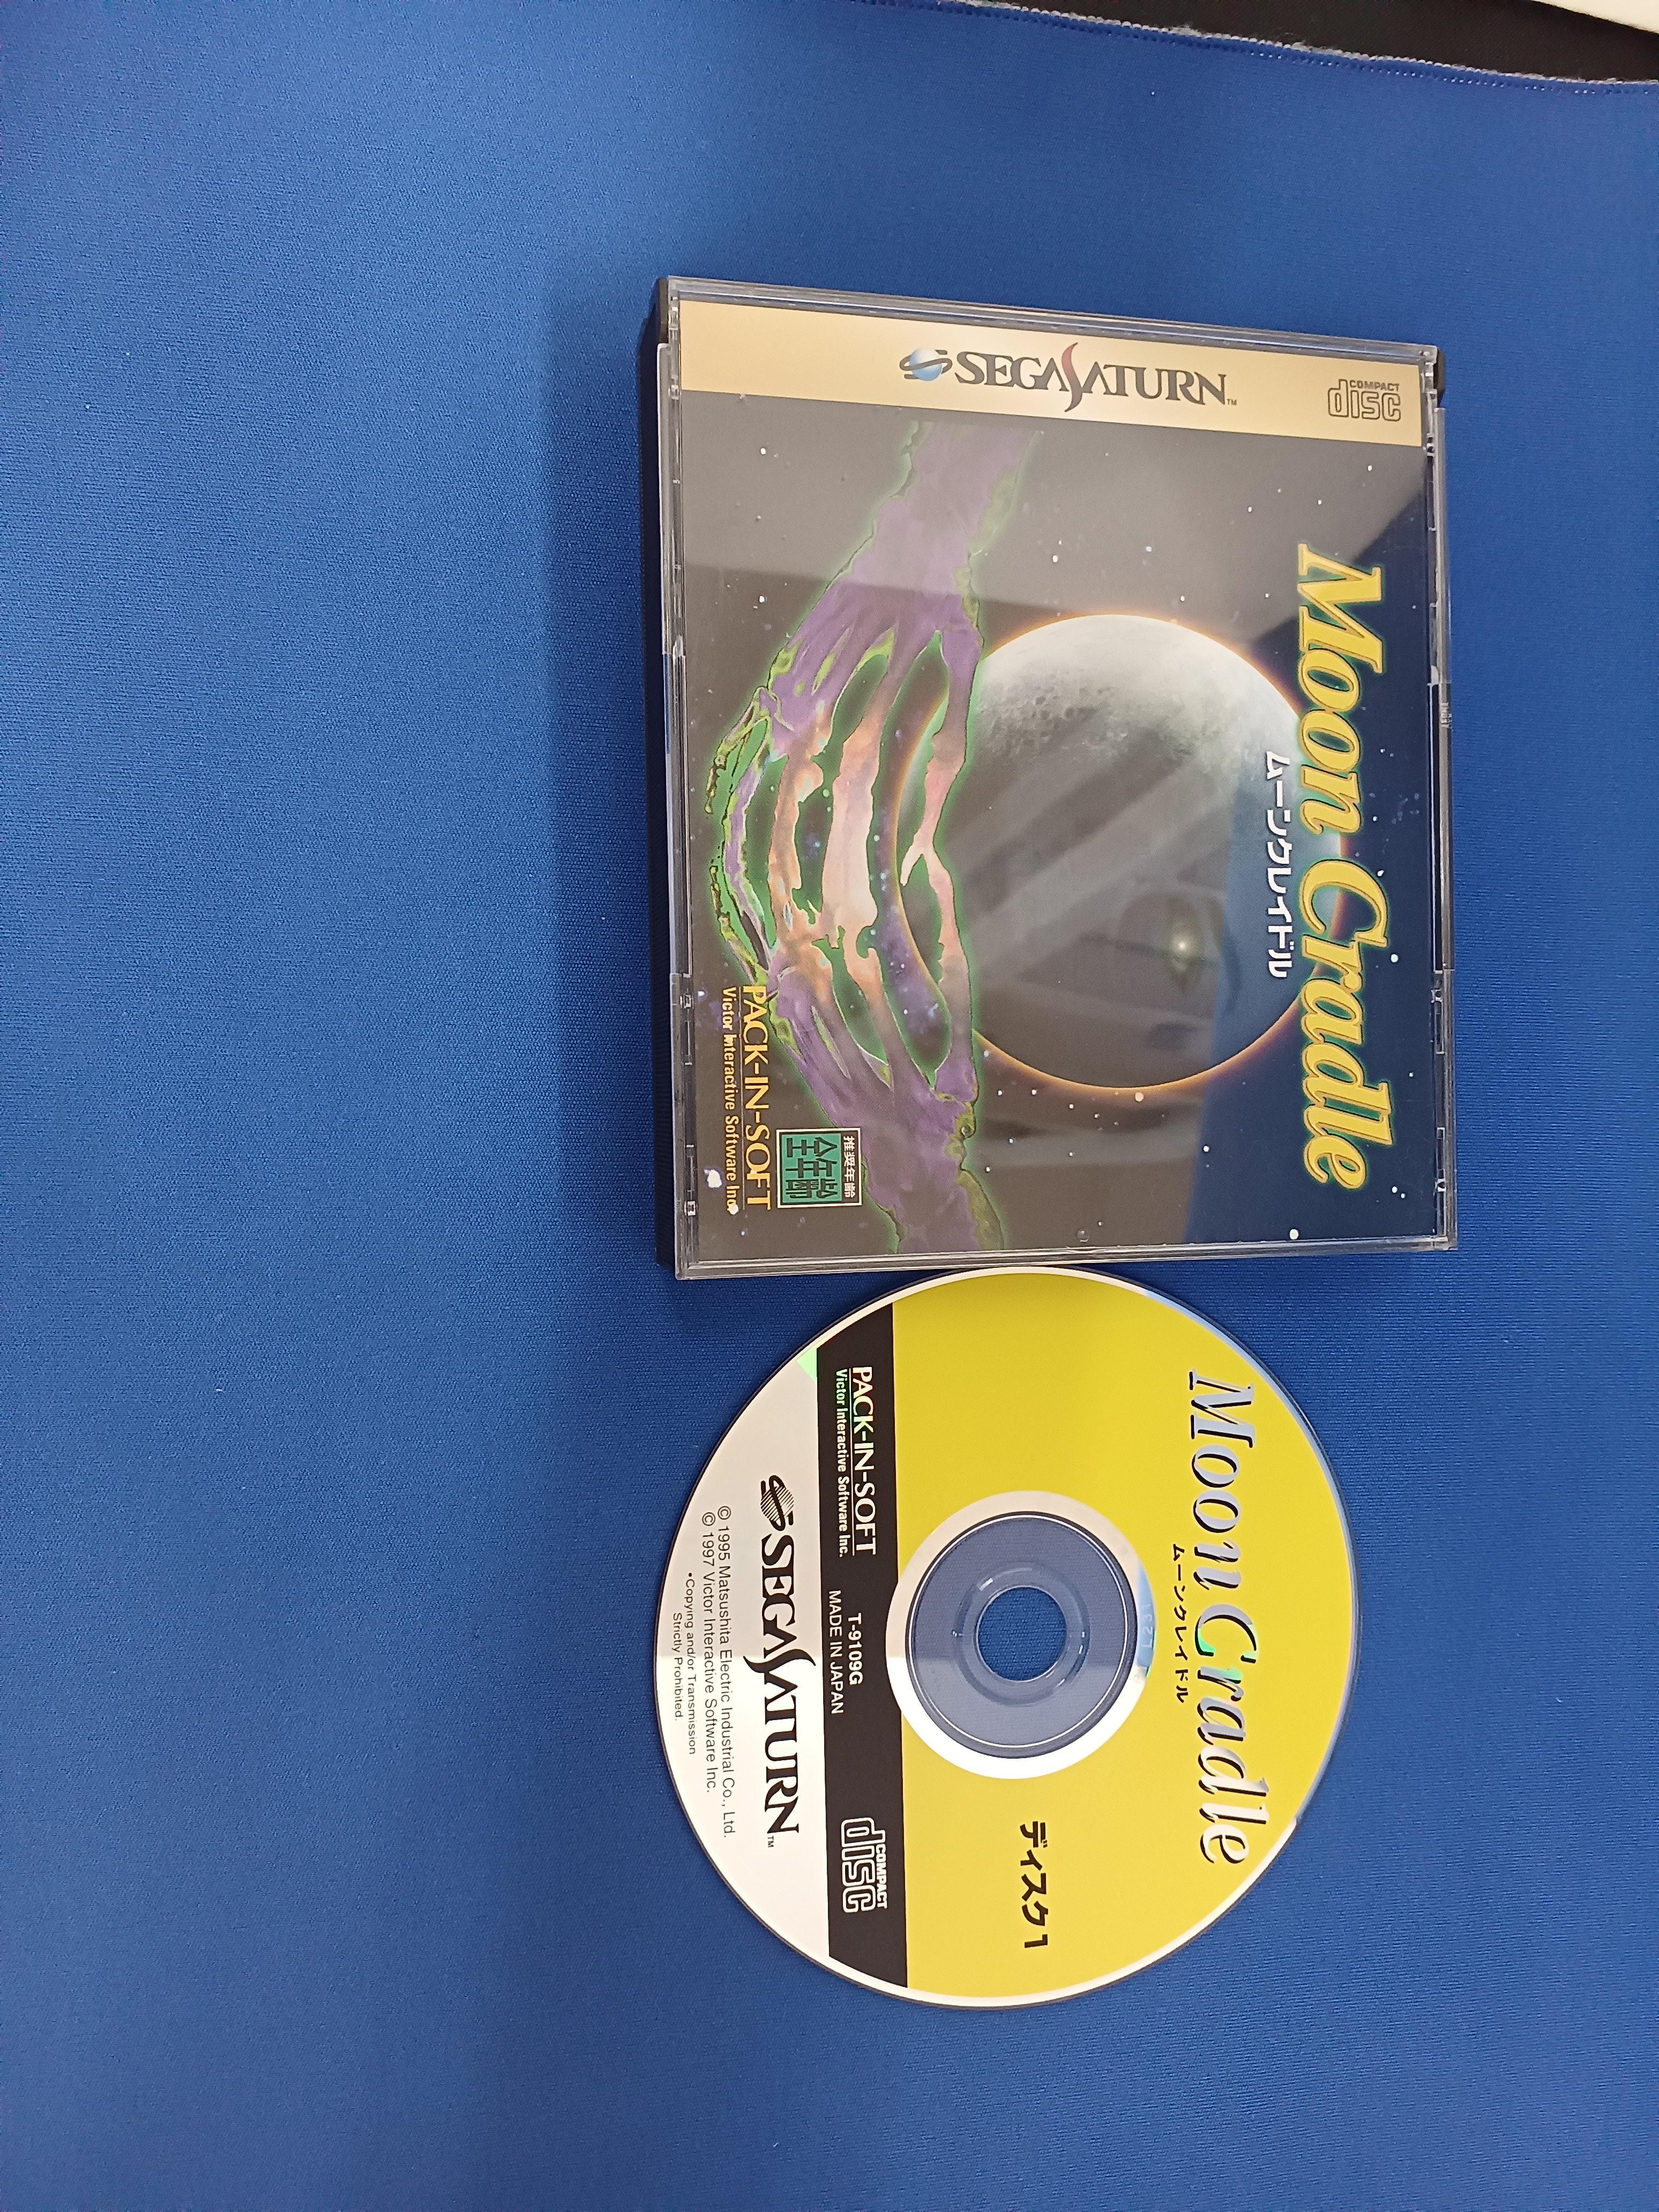 SEGA SATURN™
COMPACT
disc
Moon Cradle
ムーンクレイドル
推奨年齢
全年齢
PACK-IN-SOFT
Victor Interactive Software Inc.
Moon Cradle
ムーンクレイドル
ディスク1
PACK-IN-SOFT
Victor Interactive Software Inc.
T-9109G
MADE IN JAPAN
COMPACT
disc
SEGA SATURN™
© 1995 Matsushita Electric Industrial Co., Ltd.
© 1997 Victor Interactive Software Inc.
•Copying and/or Transmission
Strictly Prohibited.